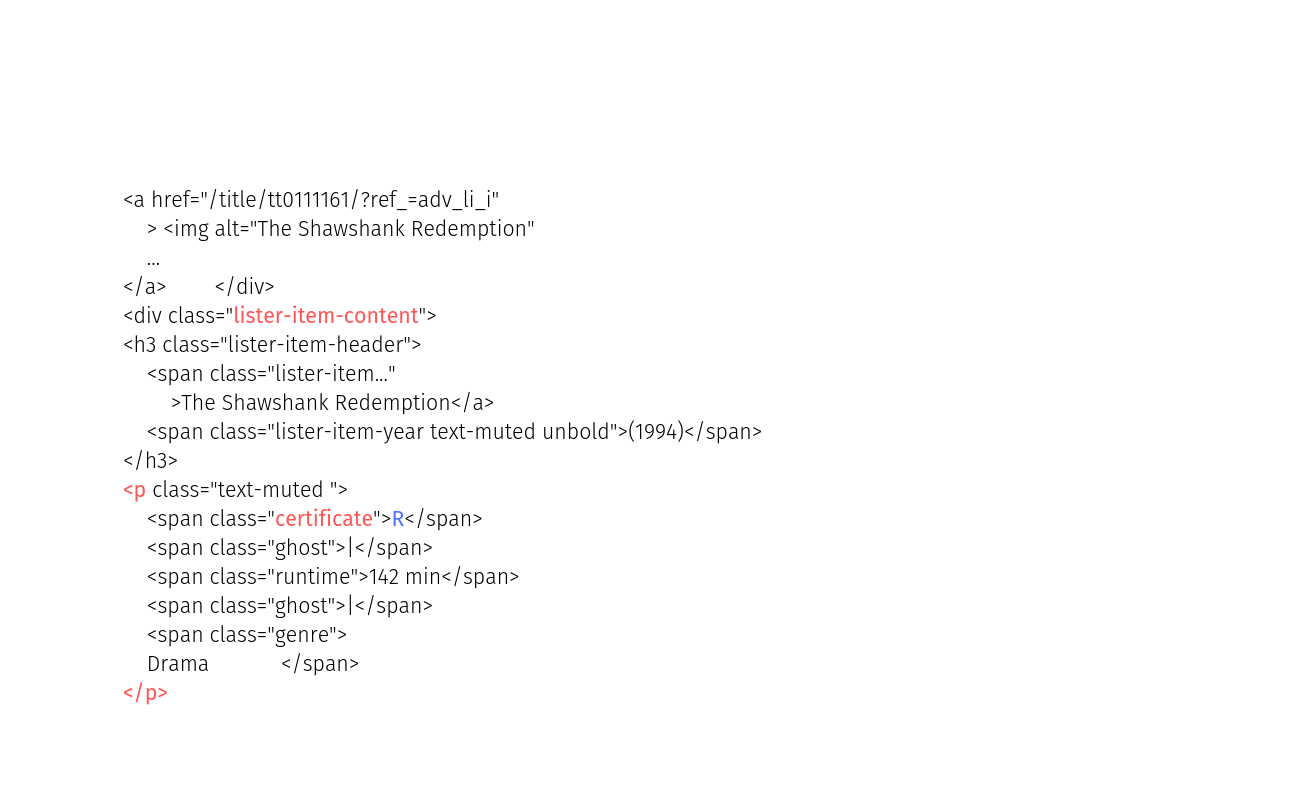 <a href="/title/tt0111161/?ref_=adv_li_i"
> <img alt="The Shawshank Redemption"
...
</a> </div>
<div class="lister-item-content">
<h3 class="lister-item-header">
<span class="lister-item..."
>The Shawshank Redemption</a>
<span class="lister-item-year text-muted unbold">(1994)</span>
</h3>
<p class="text-muted ">
<span class="certificate">R</span>
<span class="ghost">|</span>
<span class="runtime">142 min</span>
<span class="ghost">|</span>
<span class="genre">
Drama </span>
</p>